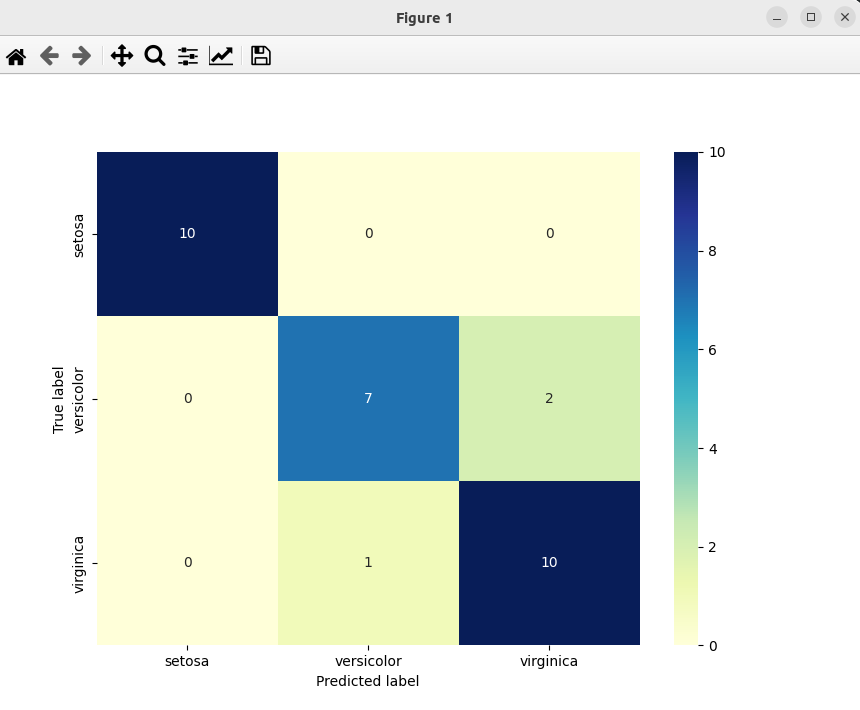 Figure 1
10
0
0
0
7
2
0
1
10
setosa
versicolor
virginica
True label
setosa
versicolor
virginica
Predicted label
10
8
6
4
2
0